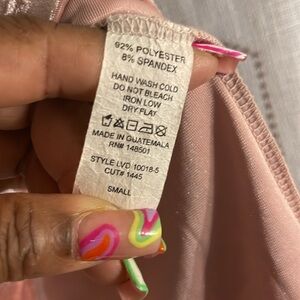 92% POLYESTER
8% SPANDEX
HAND WASH COLD
DO NOT BLEACH
IRON LOW
DRY FLAT
MADE IN GUATEMALA
RN# 148501
STYLE LVD 10018-5
CUT# 1445
SMALL